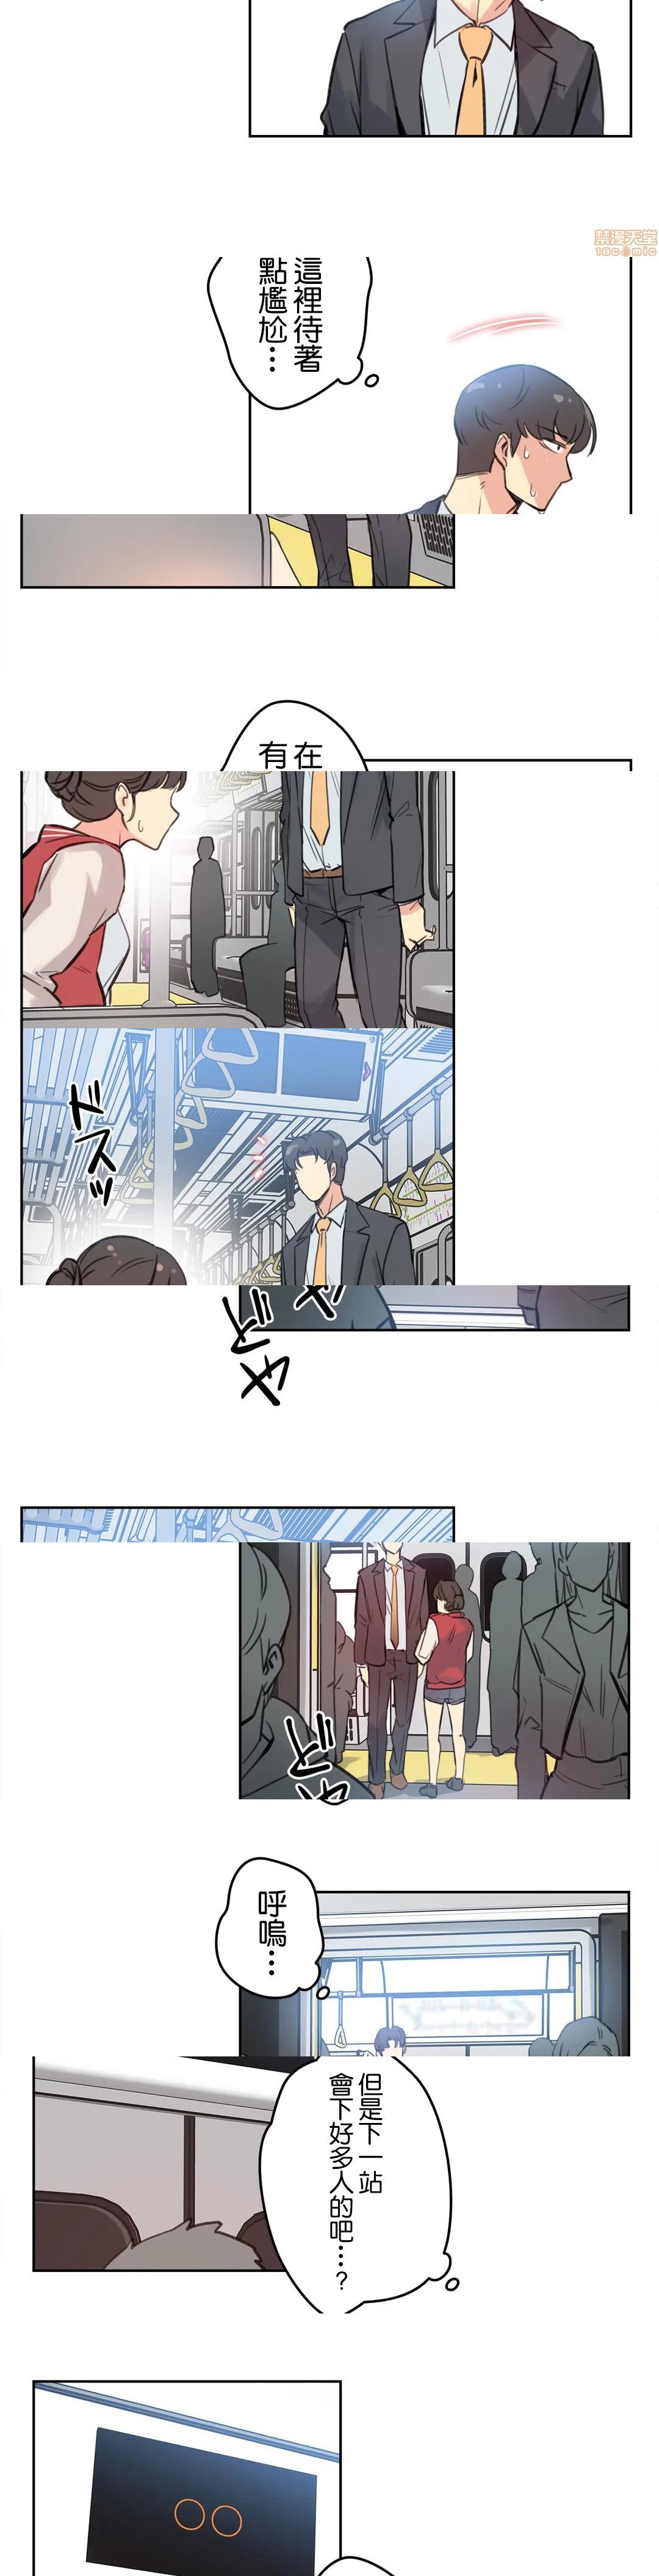 禁漫天堂
18comic
這裡待著
點尷尬…
在
有
ドスッ
どや
どや
呼嗚…
但是下一站
會下好多人的吧…?
○○